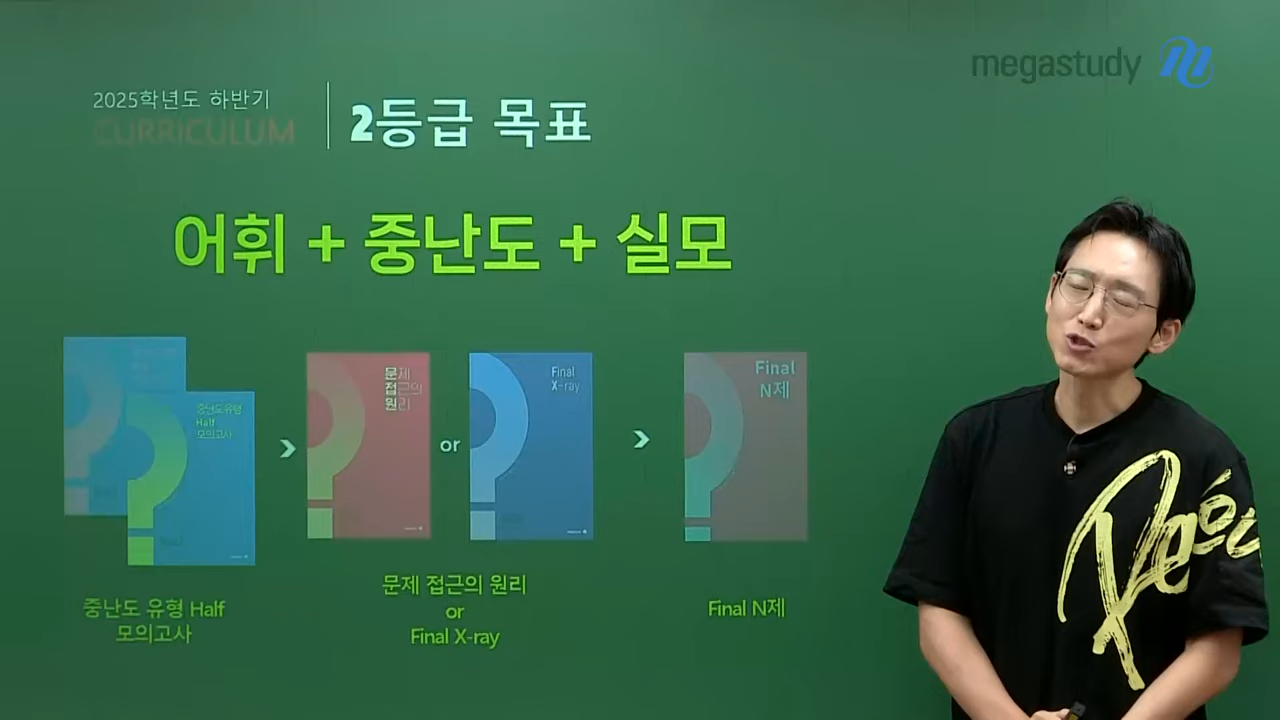 megastudy
2025학년도 하반기
CURRICULUM
2등급 목표
어휘 + 중난도 + 실모
중난도 유형
Half
모의고사
문제
접근의
원리
or
Final
X-ray
Final
N제
중난도 유형 Half
모의고사
문제 접근의 원리
or
Final X-ray
Final N제